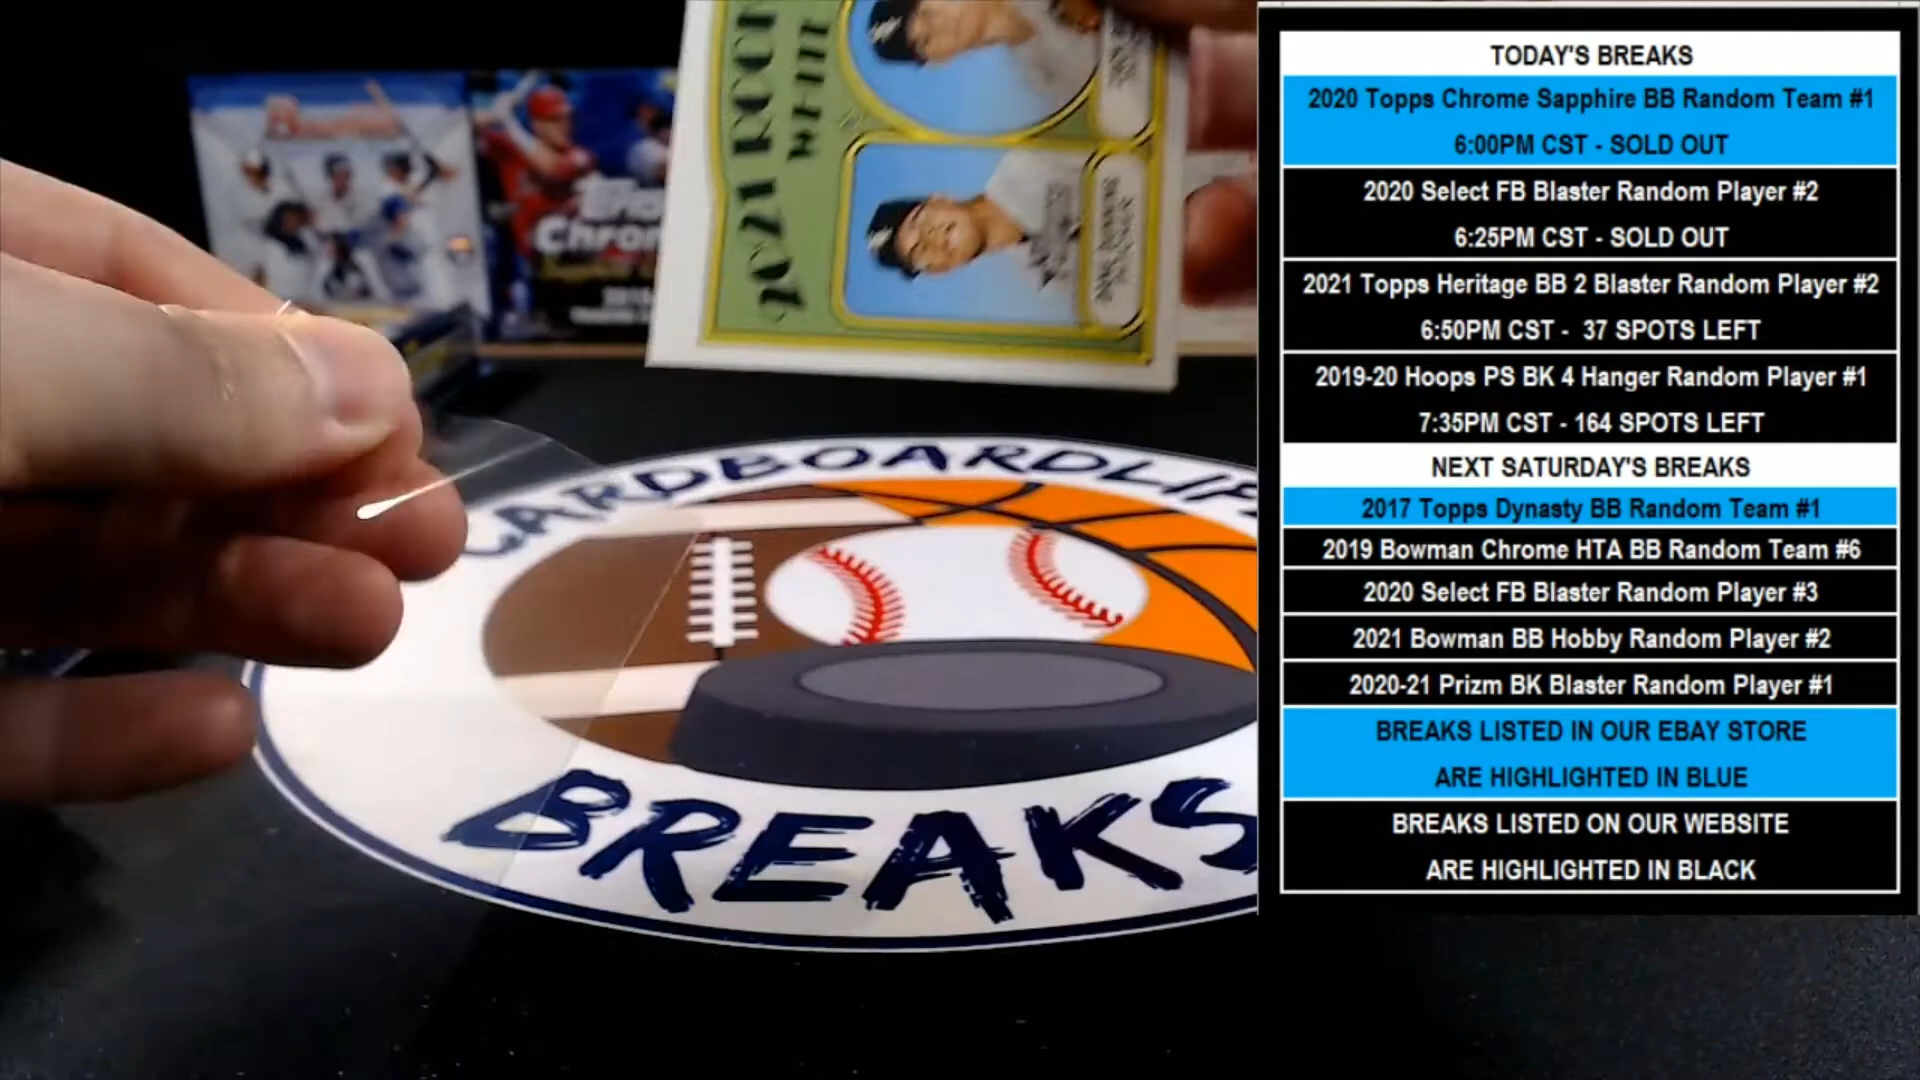 TODAY'S BREAKS
2020 Topps Chrome Sapphire BB Random Team #1
6:00PM CST - SOLD OUT
2020 Select FB Blaster Random Player #2
6:25PM CST - SOLD OUT
2021 Topps Heritage BB 2 Blaster Random Player #2
6:50PM CST -  37 SPOTS LEFT
2019-20 Hoops PS BK 4 Hanger Random Player #1
7:35PM CST - 164 SPOTS LEFT
NEXT SATURDAY'S BREAKS
2017 Topps Dynasty BB Random Team #1
2019 Bowman Chrome HTA BB Random Team #6
2020 Select FB Blaster Random Player #3
2021 Bowman BB Hobby Random Player #2
2020-21 Prizm BK Blaster Random Player #1
BREAKS LISTED IN OUR EBAY STORE
ARE HIGHLIGHTED IN BLUE
BREAKS LISTED ON OUR WEBSITE
ARE HIGHLIGHTED IN BLACK
2021 ROOK
WHITE
Topps
Chrom
CARDBOARDLIF
BREAKS